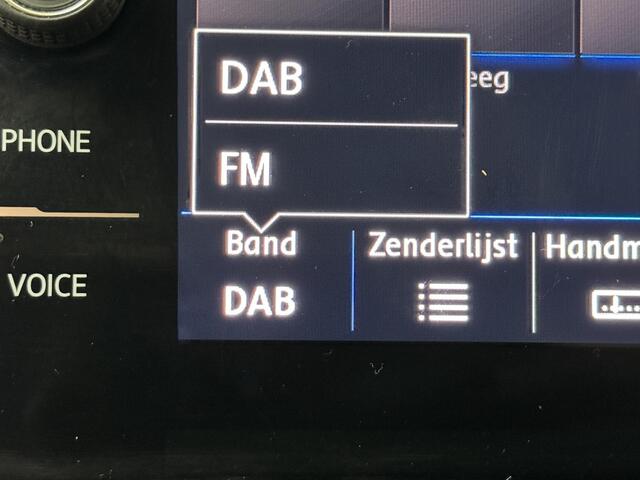 DAB
eeg
FM
PHONE
Band
Zenderlijst
Handm
DAB
VOICE